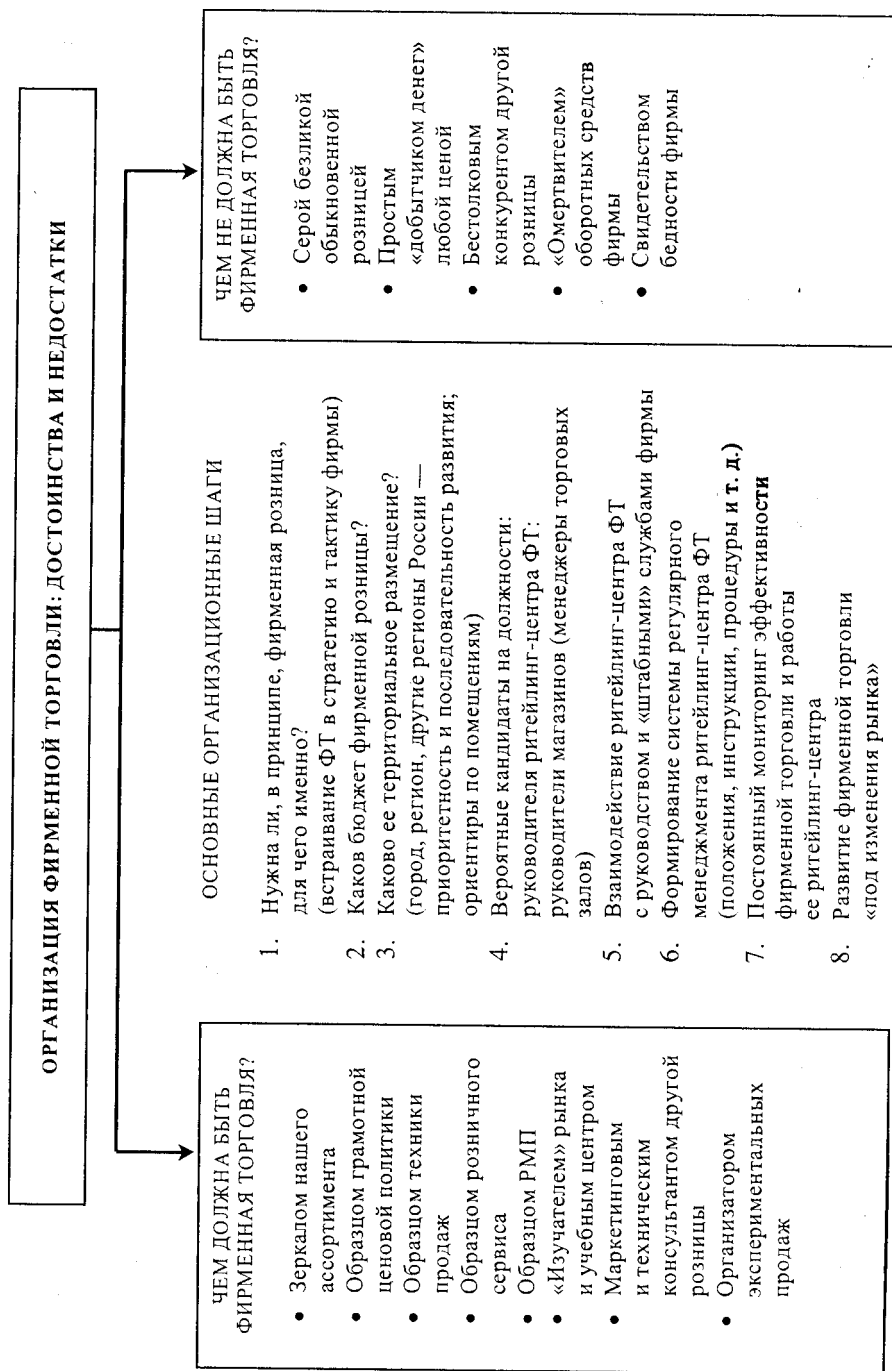 ОРГАНИЗАЦИЯ ФИРМЕННОЙ ТОРГОВЛИ: ДОСТОИНСТВА И НЕДОСТАТКИ
ЧЕМ ДОЛЖНА БЫТЬ
ФИРМЕННАЯ ТОРГОВЛЯ?
• Зеркалом нашего
ассортимента
• Образцом грамотной
ценовой политики
• Образцом техники
продаж
• Образцом розничного
сервиса
• Образцом РМП
• «Изучателем» рынка
и учебным центром
• Маркетинговым
и техническим
консультантом другой
розницы
• Организатором
экспериментальных
продаж
ОСНОВНЫЕ ОРГАНИЗАЦИОННЫЕ ШАГИ
1. Нужна ли, в принципе, фирменная розница,
для чего именно?
(встраивание ФТ в стратегию и тактику фирмы)
2. Каков бюджет фирменной розницы?
3. Каково ее территориальное размещение?
(город, регион, другие регионы России —
приоритетность и последовательность развития;
ориентиры по помещениям)
4. Вероятные кандидаты на должности:
руководителя ритейлинг-центра ФТ:
руководители магазинов (менеджеры торговых
залов)
5. Взаимодействие ритейлинг-центра ФТ
с руководством и «штабными» службами фирмы
6. Формирование системы регулярного
менеджмента ритейлинг-центра ФТ
(положения, инструкции, процедуры и т. д.)
7. Постоянный мониторинг эффективности
фирменной торговли и работы
ее ритейлинг-центра
8. Развитие фирменной торговли
«под изменения рынка»
ЧЕМ НЕ ДОЛЖНА БЫТЬ
ФИРМЕННАЯ ТОРГОВЛЯ?
• Серой безликой
обыкновенной
розницей
• Простым
«добытчиком денег»
любой ценой
• Бестолковым
конкурентом другой
розницы
• «Омертвителем»
оборотных средств
фирмы
• Свидетельством
бедности фирмы